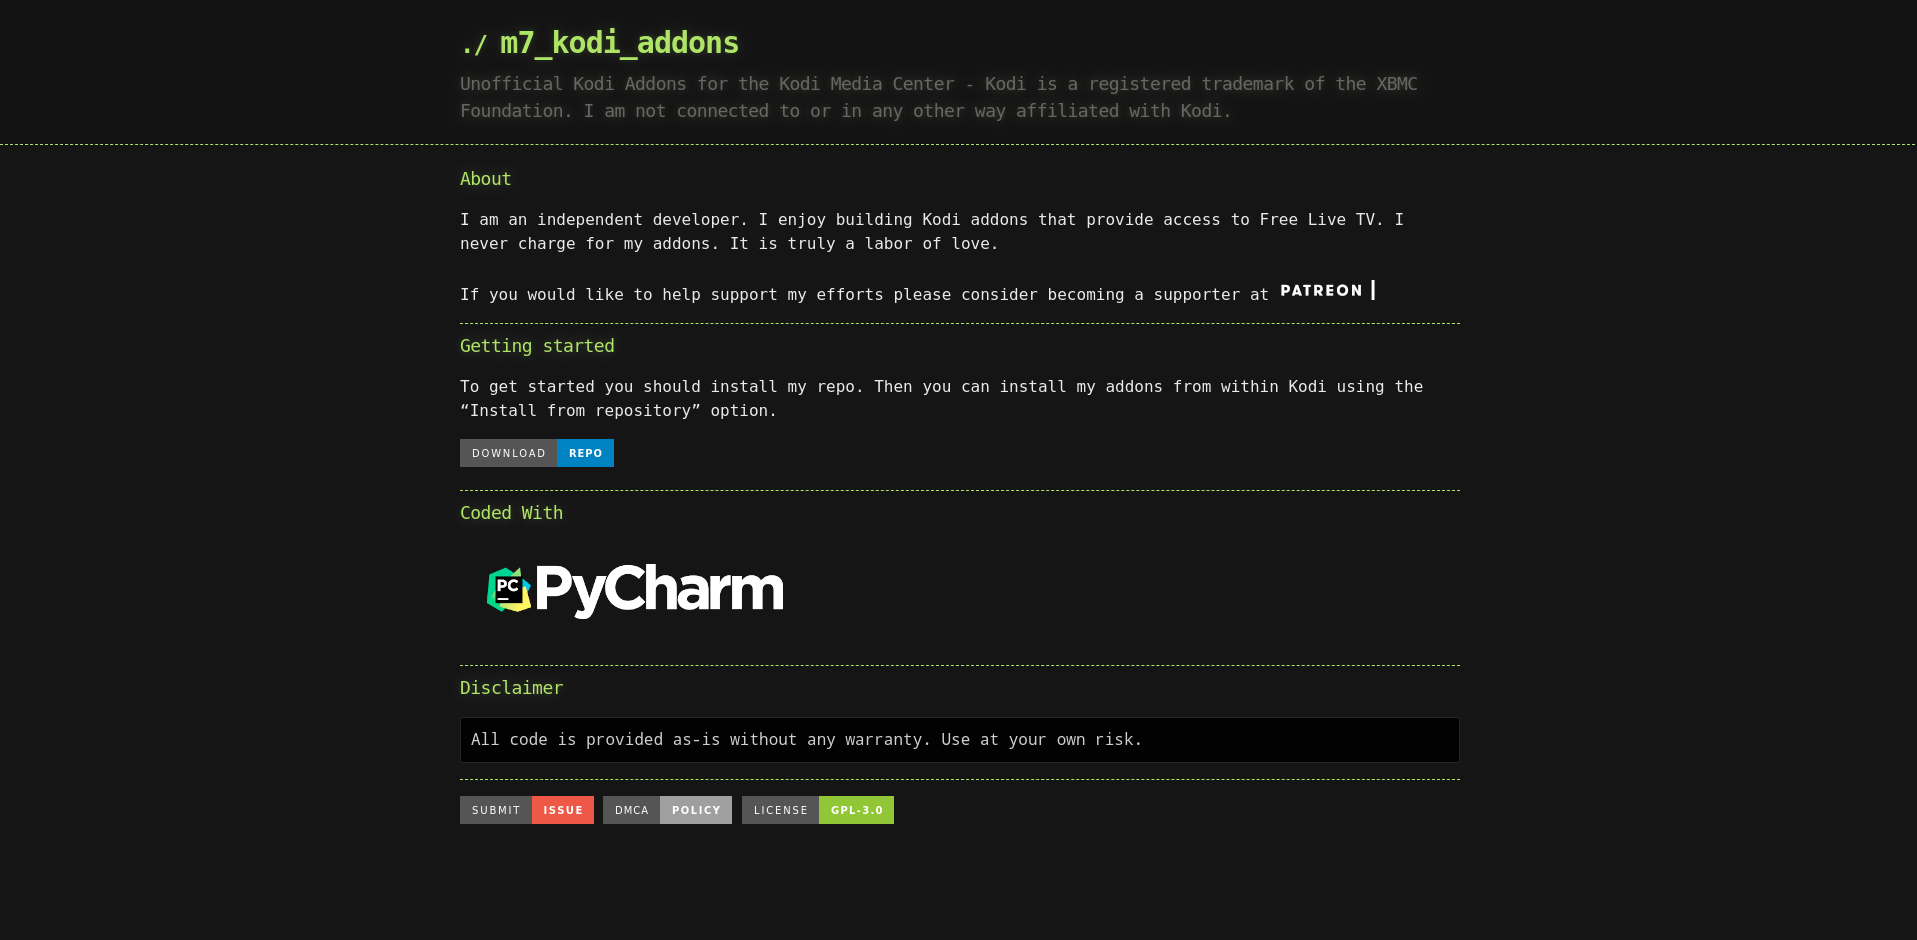 ./ m7_kodi_addons
Unofficial Kodi Addons for the Kodi Media Center - Kodi is a registered trademark of the XBMC
Foundation. I am not connected to or in any other way affiliated with Kodi.
About
I am an independent developer. I enjoy building Kodi addons that provide access to Free Live TV. I
never charge for my addons. It is truly a labor of love.
If you would like to help support my efforts please consider becoming a supporter at PATREON
Getting started
To get started you should install my repo. Then you can install my addons from within Kodi using the
“Install from repository” option.
DOWNLOAD REPO
Coded With
PC PyCharm
Disclaimer
All code is provided as-is without any warranty. Use at your own risk.
SUBMIT ISSUE DMCA POLICY LICENSE GPL-3.0